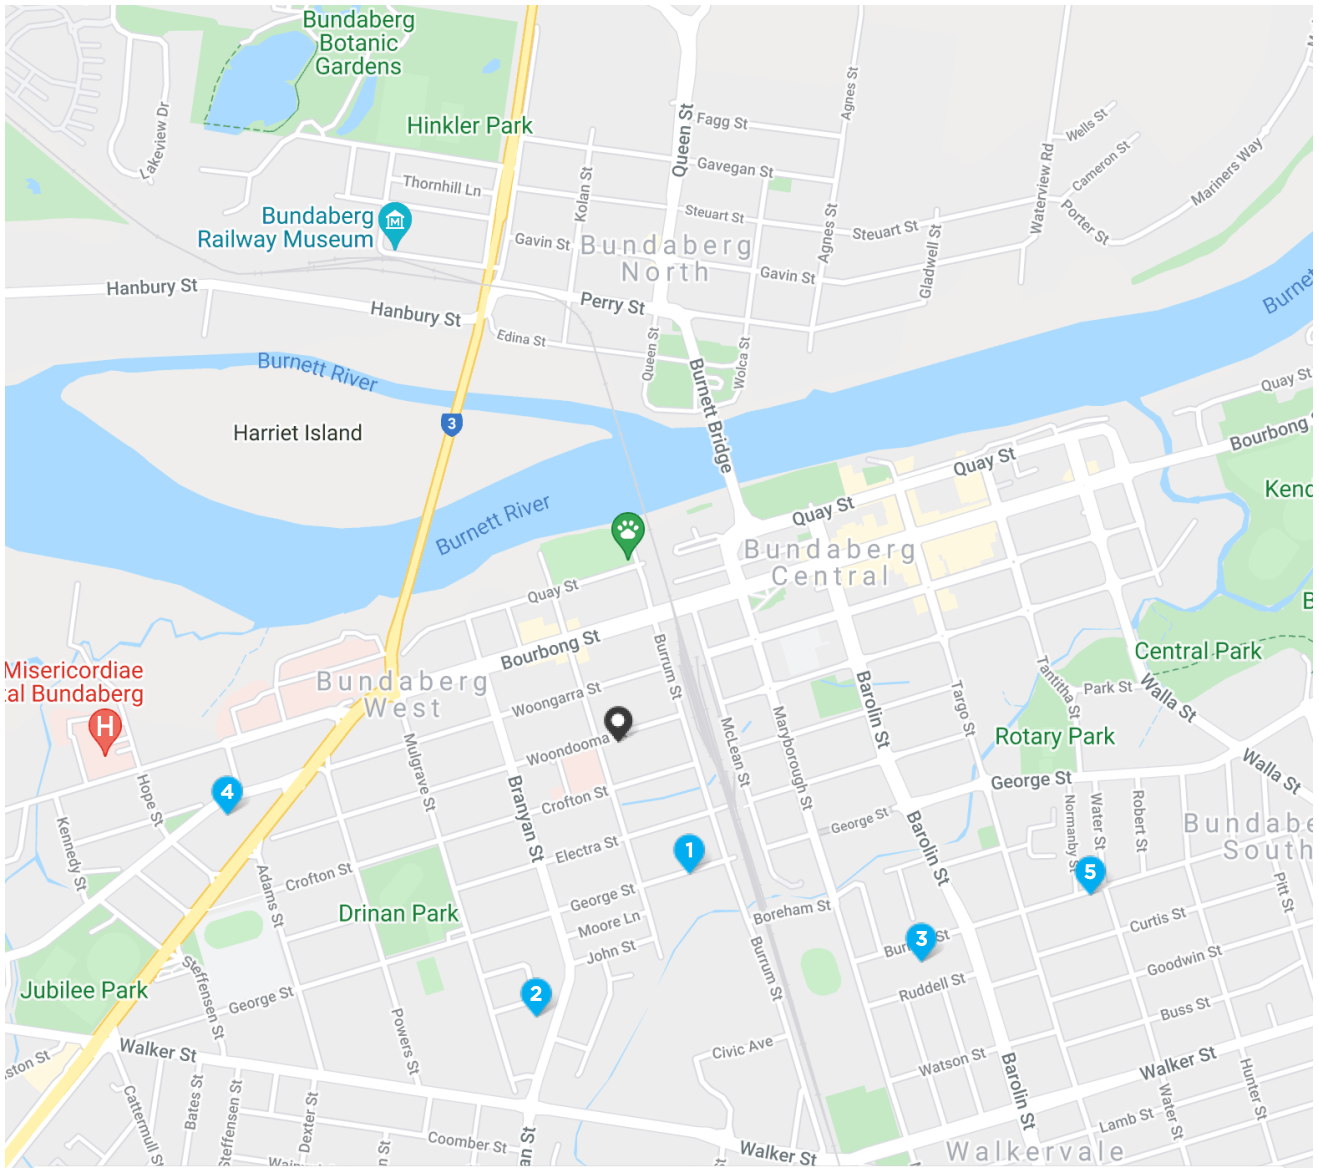 Bundaberg
Botanic
Gardens
Hinkler Park
Lakeview Dr
Fagg St
Agnes St
Queen St
Gavegan St
Wells St
Cameron St
Waterview Rd
Mariners Way
Thornhill Ln
Kolan St
Steuart St
Steuart St
Porter St
Agnes St
Bundaberg
Railway Museum
Gavin St
Bundaberg
North
Gavin St
Gladwell St
Hanbury St
Hanbury St
Perry St
Edina St
Queen St
Wolca St
Burnett Bridge
Burnett River
Harriet Island
3
Burnett River
Quay St
Bourbong
Quay St
Quay St
Bundaberg
Central
Quay St
Bourbong St
Burrum St
Central Park
Park St
Tantitha St
Walla St
Bundaberg
West
Woongarra St
Woondooma
Mulgrave St
Branyan St
Crofton St
Electra St
McLean St
Maryborough St
Barolin St
Targo St
Rotary Park
George St
Walla St
H
Hope St
Kennedy St
4
Adams St
Crofton St
Drinan Park
George St
Moore Ln
John St
1
George St
Barolin St
Normanby St
Water St
Robert St
5
South
Pitt St
Boreham St
3
Curtis St
Goodwin St
Ruddell St
Buss St
Jubilee Park
Steffensen St
George St
2
Powers St
Burrum St
Civic Ave
Watson St
Barolin St
Walker St
Walker St
Cattermull St
Bates St
Steffensen St
Dexter St
Coomber St
Walker St
Lamb St
Water St
Hunter St
Walkervale